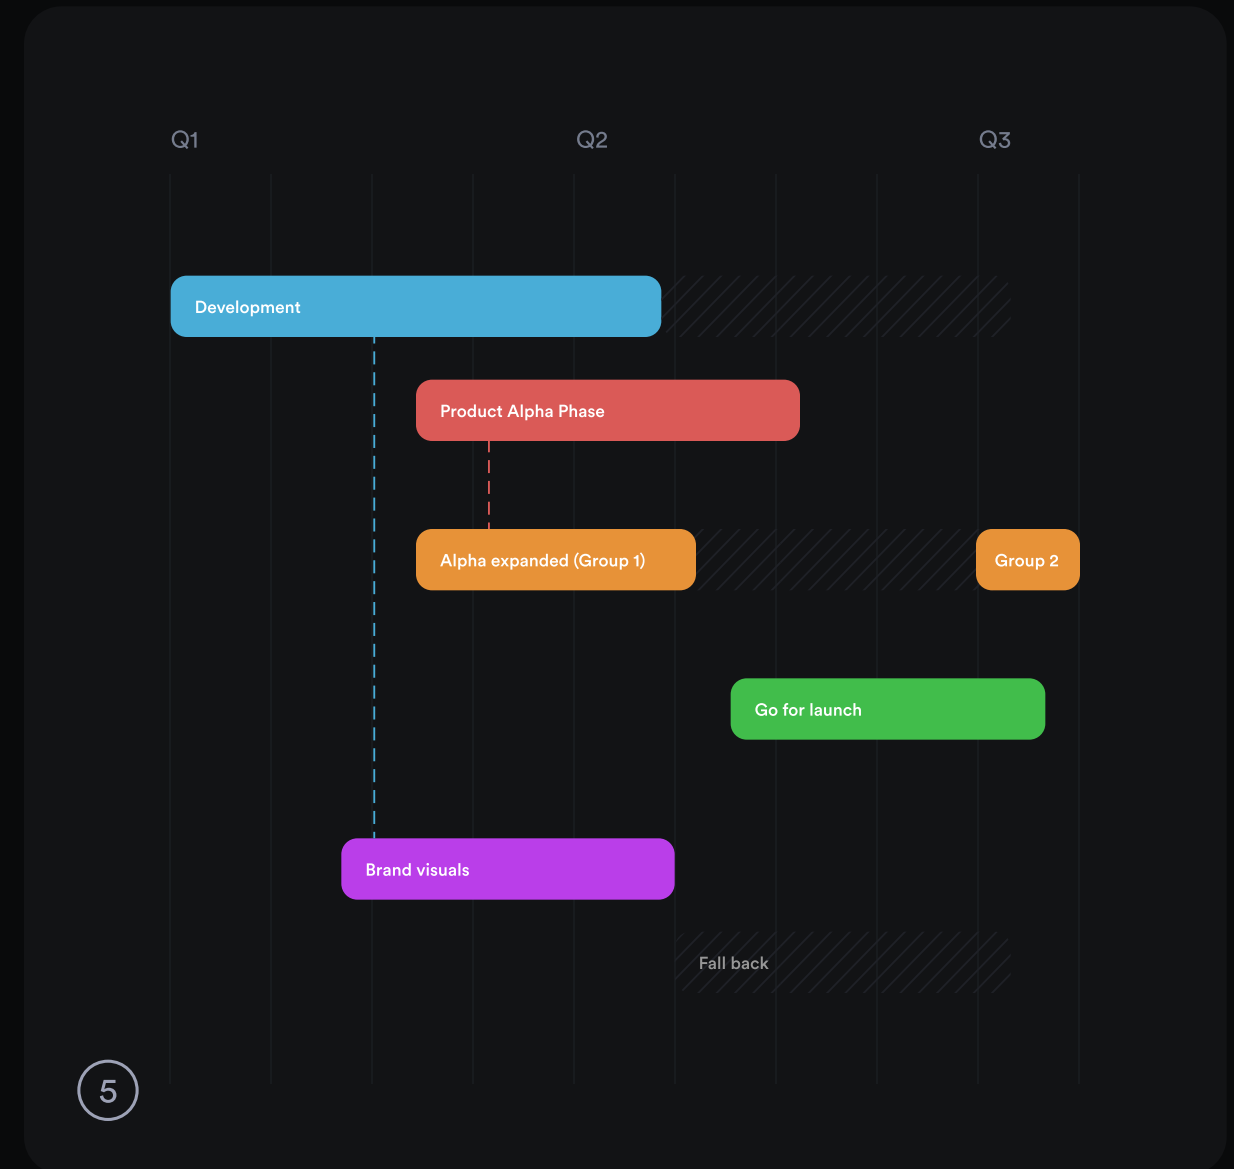 Q1
Q2
Q3
Development
Product Alpha Phase
Alpha expanded (Group 1)
Group 2
Go for launch
Brand visuals
Fall back
5